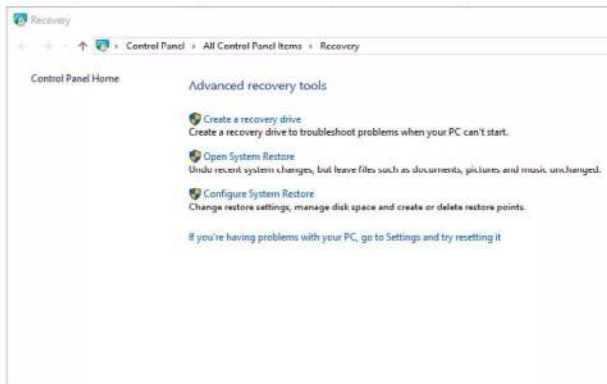 Recovery
Control Panel > All Control Panel Items > Recovery
Control Panel Home
Advanced recovery tools
Create a recovery drive
Create a recovery drive to troubleshoot problems when your PC can't start.
Open System Restore
Undo recent system changes, but leave files such as documents, pictures and music unchanged.
Configure System Restore
Change restore settings, manage disk space and create or delete restore points.
If you're having problems with your PC, go to Settings and try resetting it